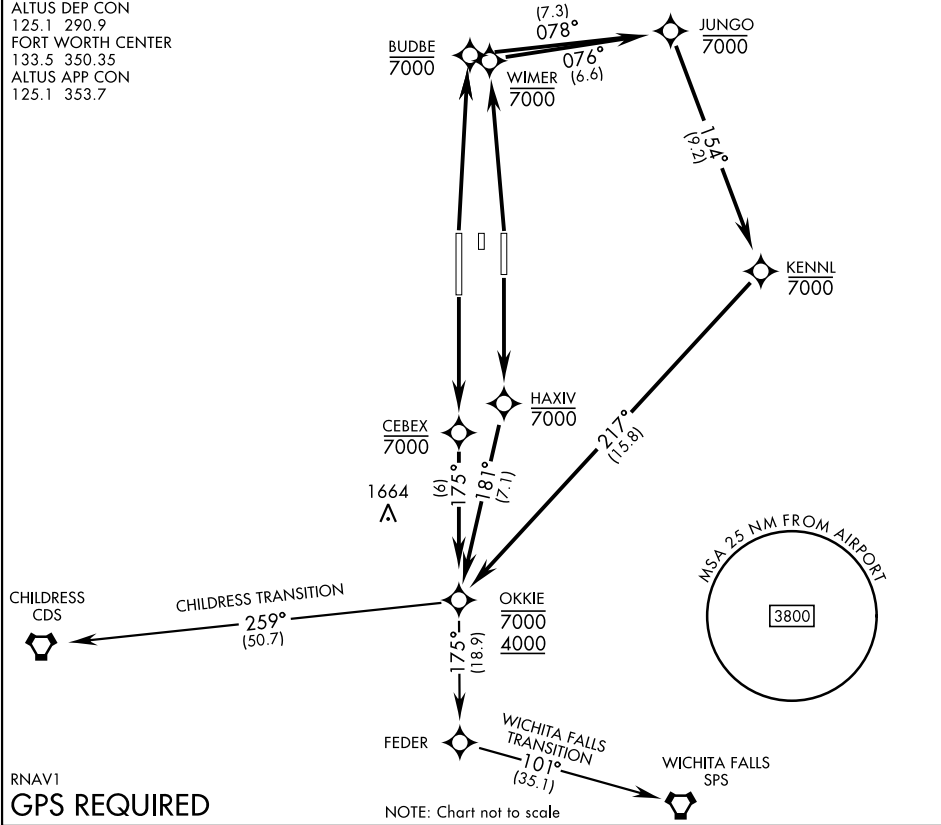 ALTUS DEP CON
125.1 290.9
FORT WORTH CENTER
133.5 350.35
ALTUS APP CON
125.1 353.7
BUDBE
7000
WIMER
7000
(7.3)
078°
076°
(6.6)
JUNGO
7000
154°
(9.2)
KENNL
7000
HAXIV
7000
CEBEX
7000
217°
(15.8)
(6)
175°
181°
(7.1)
1664
MSA 25 NM FROM AIRPORT
3800
CHILDRESS
CDS
CHILDRESS TRANSITION
259°
(50.7)
OKKIE
7000
4000
175°
(18.9)
FEDER
WICHITA FALLS
TRANSITION
101°
(35.1)
WICHITA FALLS
SPS
RNAV1
GPS REQUIRED
NOTE: Chart not to scale